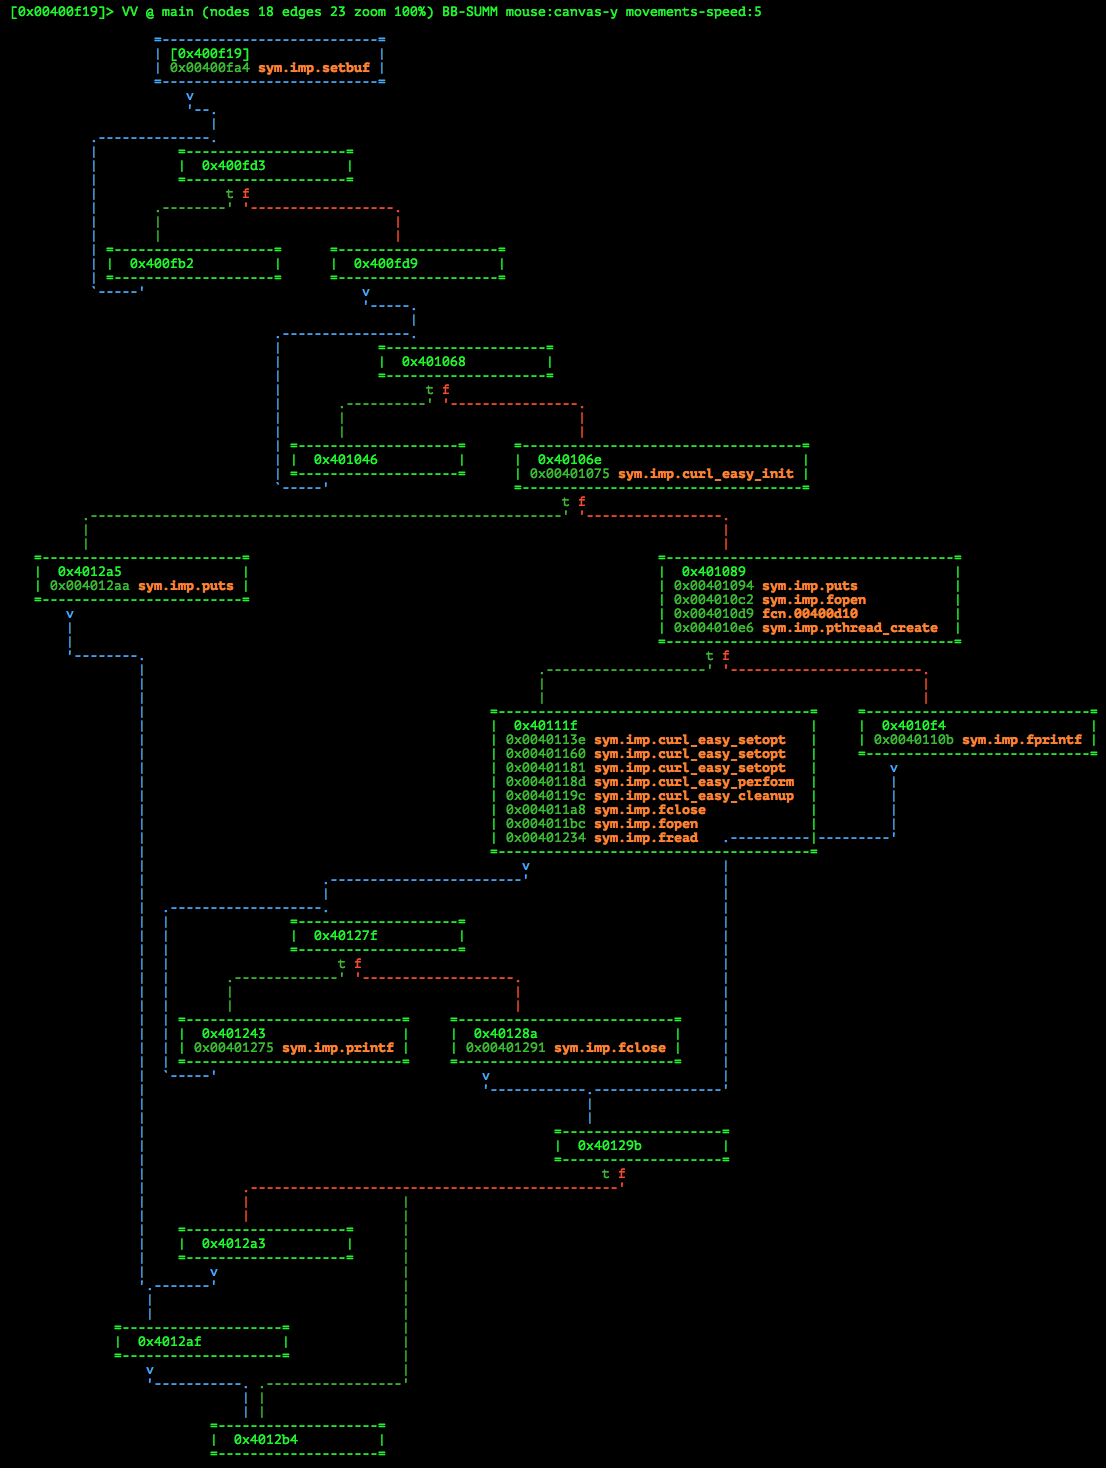 [0x00400f19]> VV @ main (nodes 18 edges 23 zoom 100%) BB-SUMM mouse:canvas-y movements-speed:5
[0x400f19]
0x00400fa4 sym.imp.setbuf
v
0x400fd3
t f
0x400fb2
0x400fd9
v
0x401068
t f
0x401046
0x40106e
0x00401075 sym.imp.curl_easy_init
t f
0x4012a5
0x004012aa sym.imp.puts
v
0x401089
0x00401094 sym.imp.puts
0x004010c2 sym.imp.fopen
0x004010d9 fcn.00400d10
0x004010e6 sym.imp.pthread_create
t f
0x40111f
0x0040113e sym.imp.curl_easy_setopt
0x00401160 sym.imp.curl_easy_setopt
0x00401181 sym.imp.curl_easy_setopt
0x0040118d sym.imp.curl_easy_perform
0x0040119c sym.imp.curl_easy_cleanup
0x004011a8 sym.imp.fclose
0x004011bc sym.imp.fopen
0x00401234 sym.imp.fread
0x4010f4
0x0040110b sym.imp.fprintf
v
v
0x40127f
t f
0x401243
0x00401275 sym.imp.printf
0x40128a
0x00401291 sym.imp.fclose
v
0x40129b
t f
0x4012a3
v
0x4012af
v
0x4012b4